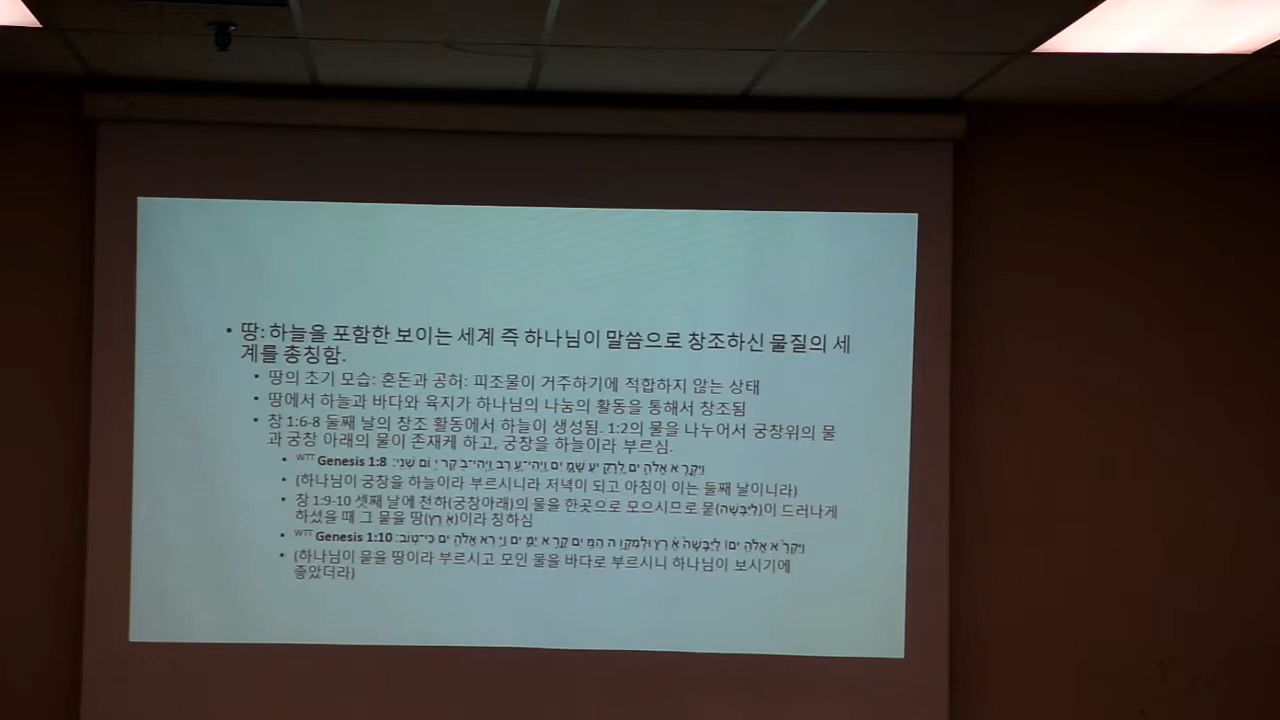 • 땅: 하늘을 포함한 보이는 세계 즉 하나님이 말씀으로 창조하신 물질의 세
계를 총칭함.
• 땅의 초기 모습: 혼돈과 공허: 피조물이 거주하기에 적합하지 않는 상태
• 땅에서 하늘과 바다와 육지가 하나님의 나눔의 활동을 통해서 창조됨
• 창 1:6-8 둘째 날의 창조 활동에서 하늘이 생성됨. 1:2의 물을 나누어서 궁창위의 물
과 궁창 아래의 물이 존재케 하고, 궁창을 하늘이라 부르심.
• WTT Genesis 1:8 וַיִּקְרָ א אֱלֹהִ ים לָרָקִ יעַ שָׁמָ יִם וַיְהִי־עֶ רֶב וַיְהִי־בֹ קֶר יֹ ום שֵׁנִי׃
• (하나님이 궁창을 하늘이라 부르시니라 저녁이 되고 아침이 이는 둘째 날이니라)
• 창 1:9-10 셋째 날에 천하(궁창아래)의 물을 한곳으로 모으시므로 뭍(לַיַּבָּשָׁה)이 드러나게
하셨을 때 그 뭍을 땅(אֶ רֶץ)이라 칭하심
• WTT Genesis 1:10 וַיִּקְרָ א אֱלֹהִ ים׀ לַיַּבָּשָׁה אֶ רֶץ וּלְמִקְוֵ ה הַמַּ יִם קָרָ א יַמִּ ים וַיַּ רְא אֱלֹהִ ים כִּי־טֹוב׃
• (하나님이 뭍을 땅이라 부르시고 모인 물을 바다로 부르시니 하나님이 보시기에
좋았더라)